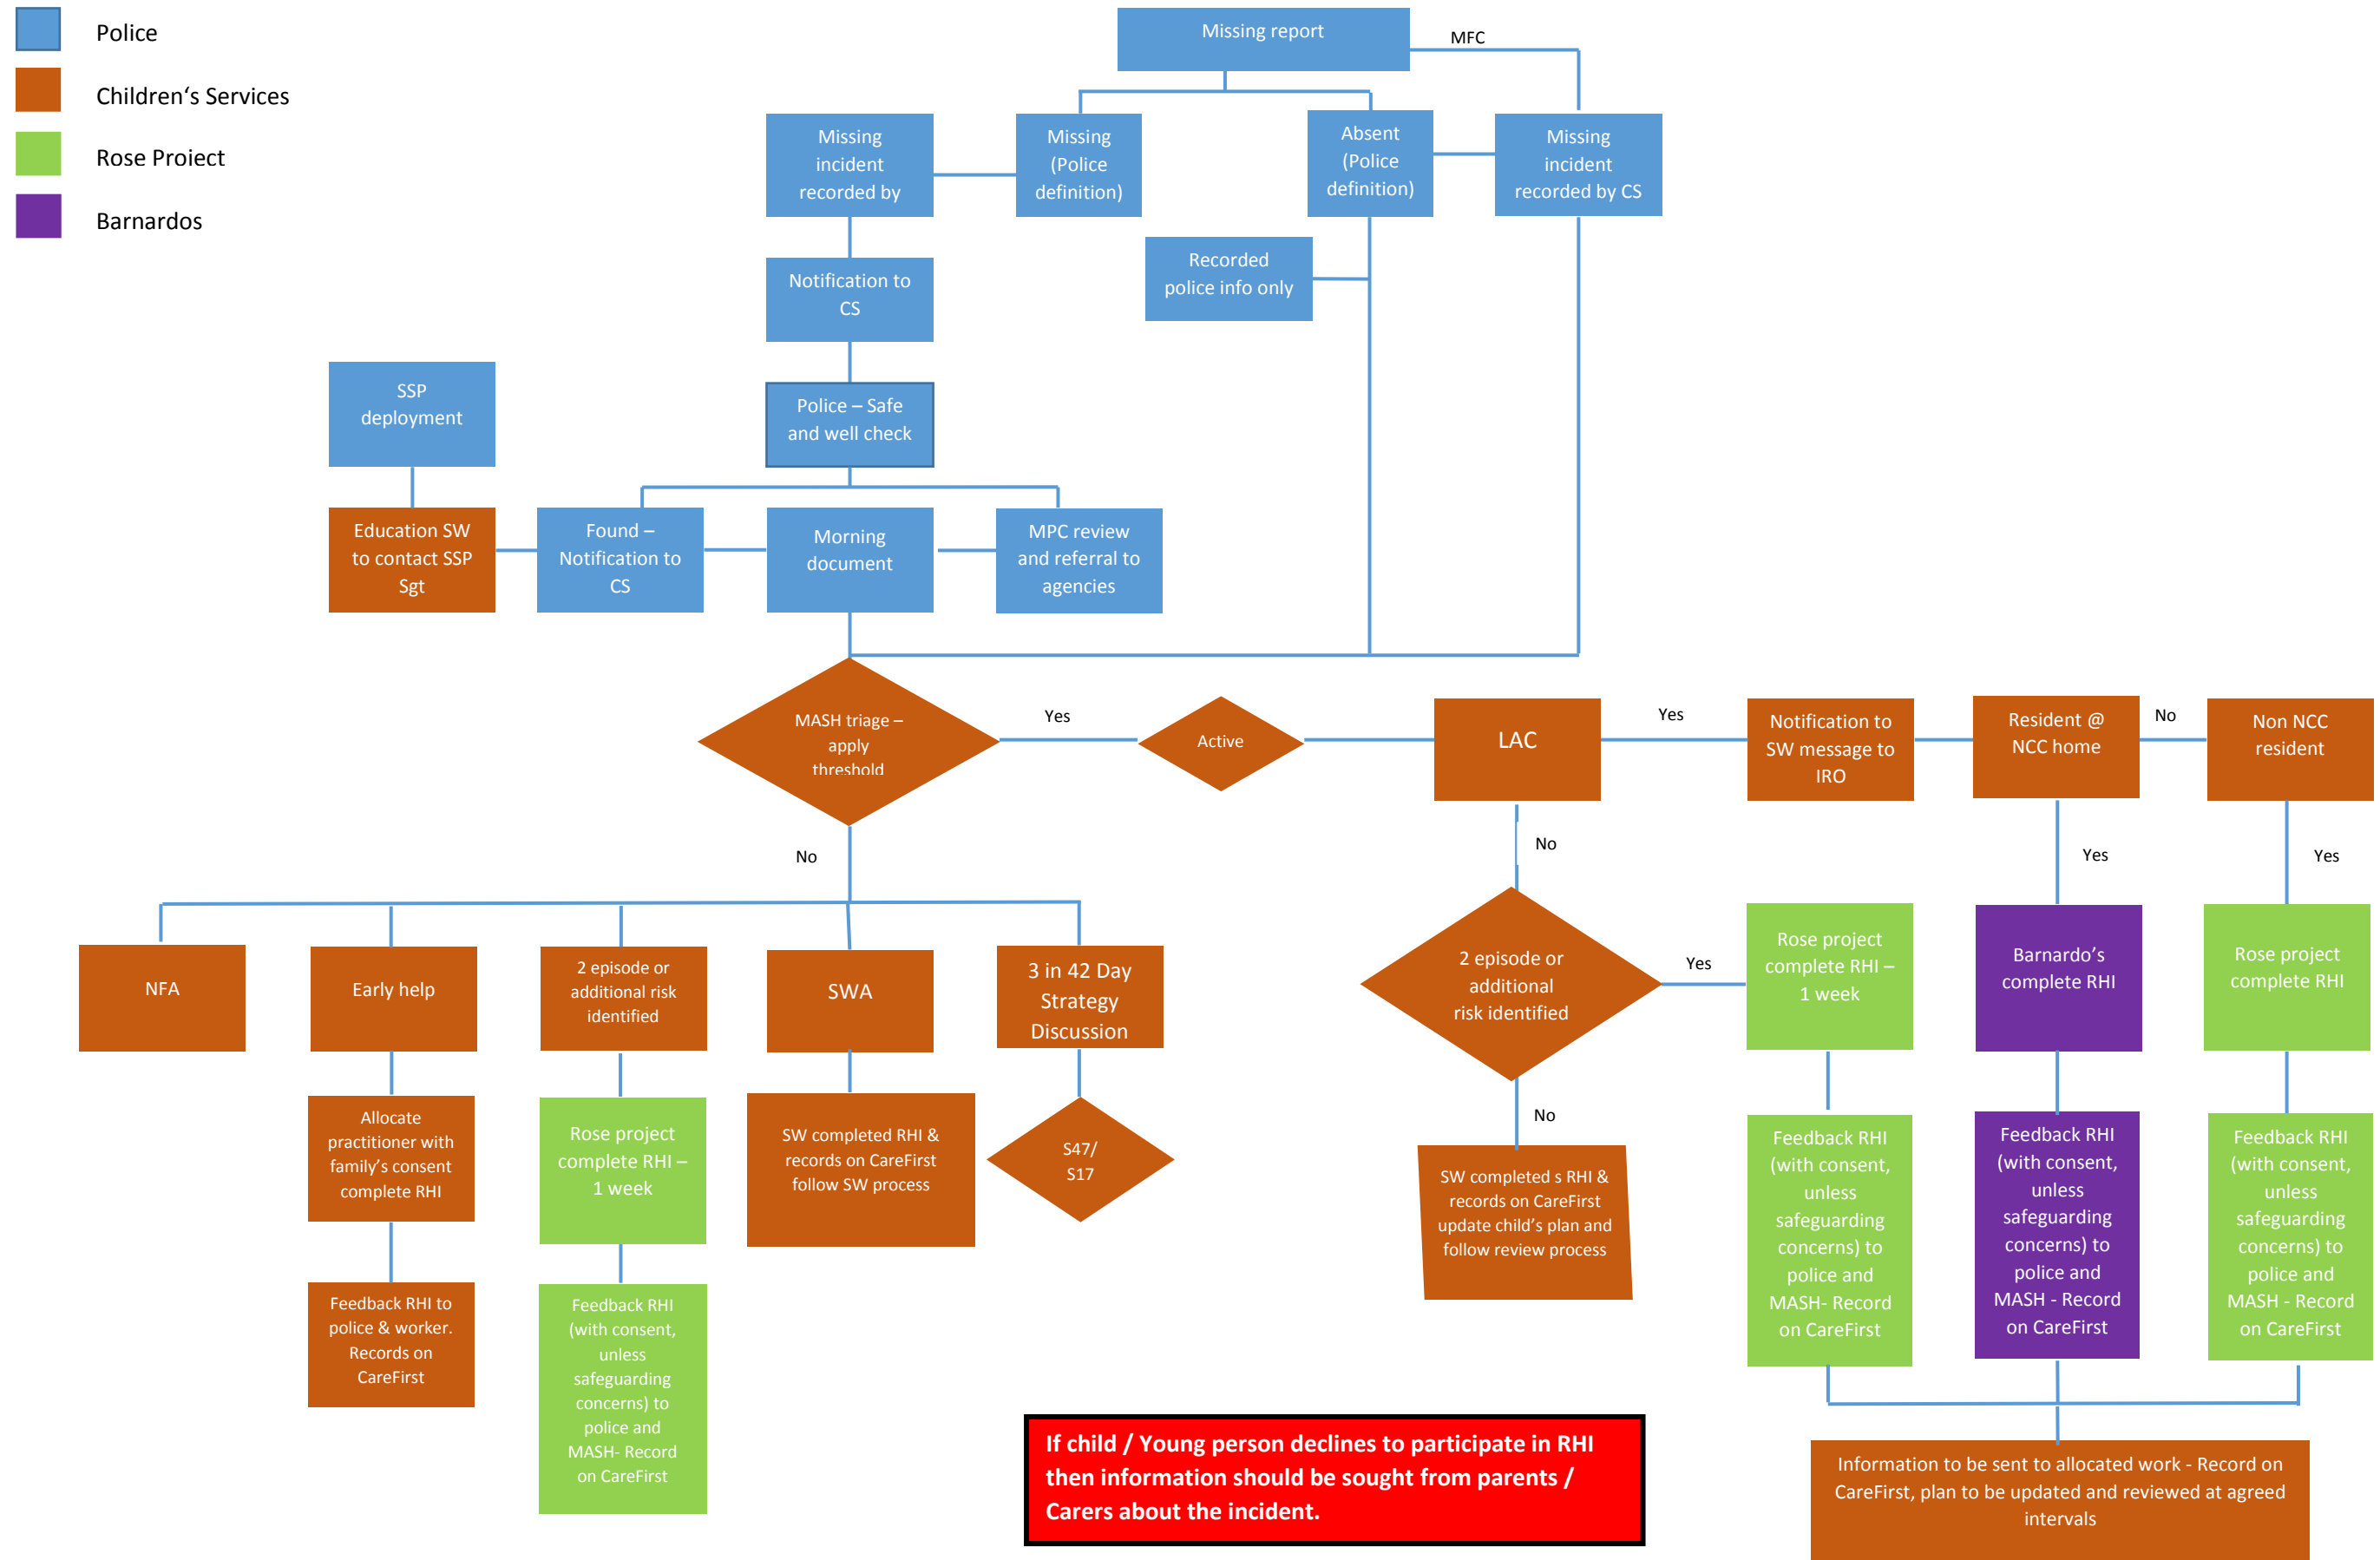 Police
Children's Services
Rose Proiect
Barnardos
Missing report
MFC
Missing
incident
recorded by
Missing
(Police
definition)
Absent
(Police
definition)
Missing
incident
recorded by CS
Recorded
police info only
Notification to
CS
SSP
deployment
Police – Safe
and well check
Education SW
to contact SSP
Sgt
Found –
Notification to
CS
Morning
document
MPC review
and referral to
agencies
MASH triage –
apply
threshold
Yes
Active
LAC
Yes
Notification to
SW message to
IRO
Resident @
NCC home
No
Non NCC
resident
No
No
Yes
Yes
NFA
Early help
2 episode or
additional risk
identified
SWA
3 in 42 Day
Strategy
Discussion
2 episode or
additional
risk identified
Yes
Rose project
complete RHI –
1 week
Barnardo's
complete RHI
Rose project
complete RHI
Allocate
practitioner with
family's consent
complete RHI
Rose project
complete RHI –
1 week
SW completed RHI &
records on CareFirst
follow SW process
S47/
S17
No
SW completed s RHI &
records on CareFirst
update child's plan and
follow review process
Feedback RHI
(with consent,
unless
safeguarding
concerns) to
police and
MASH- Record
on CareFirst
Feedback RHI
(with consent,
unless
safeguarding
concerns) to
police and
MASH - Record
on CareFirst
Feedback RHI
(with consent,
unless
safeguarding
concerns) to
police and
MASH - Record
on CareFirst
Feedback RHI to
police & worker.
Records on
CareFirst
Feedback RHI
(with consent,
unless
safeguarding
concerns) to
police and
MASH- Record
on CareFirst
If child / Young person declines to participate in RHI
then information should be sought from parents /
Carers about the incident.
Information to be sent to allocated work - Record on
CareFirst, plan to be updated and reviewed at agreed
intervals